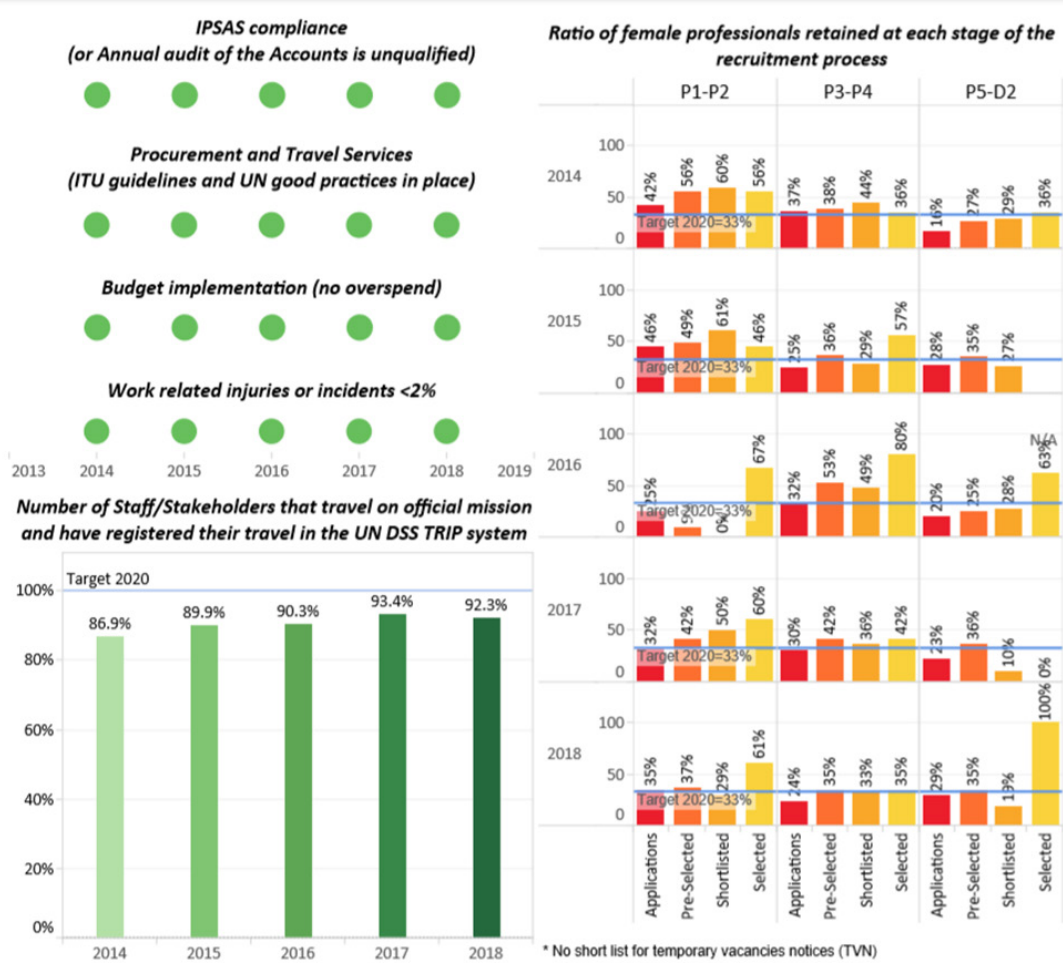 IPSAS compliance
(or Annual audit of the Accounts is unqualified)
Procurement and Travel Services
(ITU guidelines and UN good practices in place)
Budget implementation (no overspend)
Work related injuries or incidents <2%
2013 2014 2015 2016 2017 2018 2019
Number of Staff/Stakeholders that travel on official mission
and have registered their travel in the UN DSS TRIP system
Target 2020
100%
80%
60%
40%
20%
0%
86.9% 89.9% 90.3% 93.4% 92.3%
2014 2015 2016 2017 2018
Ratio of female professionals retained at each stage of the
recruitment process
P1-P2 P3-P4 P5-D2
2014
100
50
0
42% 56% 60% 56% 37% 38% 44% 36% 16% 27% 29% 36%
Target 2020=33%
2015
100
50
0
46% 49% 61% 46% 25% 36% 29% 57% 28% 35% 27%
Target 2020=33%
N/A
2016
100
50
0
25% 9% 0% 67% 32% 53% 49% 80% 20% 25% 28% 63%
Target 2020=33%
2017
100
50
0
32% 42% 50% 60% 30% 42% 36% 42% 23% 36% 10% 0%
Target 2020=33%
2018
100
50
0
35% 37% 29% 61% 24% 35% 33% 35% 29% 35% 19% 100%
Target 2020=33%
Applications Pre-Selected Shortlisted Selected Applications Pre-Selected Shortlisted Selected Applications Pre-Selected Shortlisted Selected
* No short list for temporary vacancies notices (TVN)